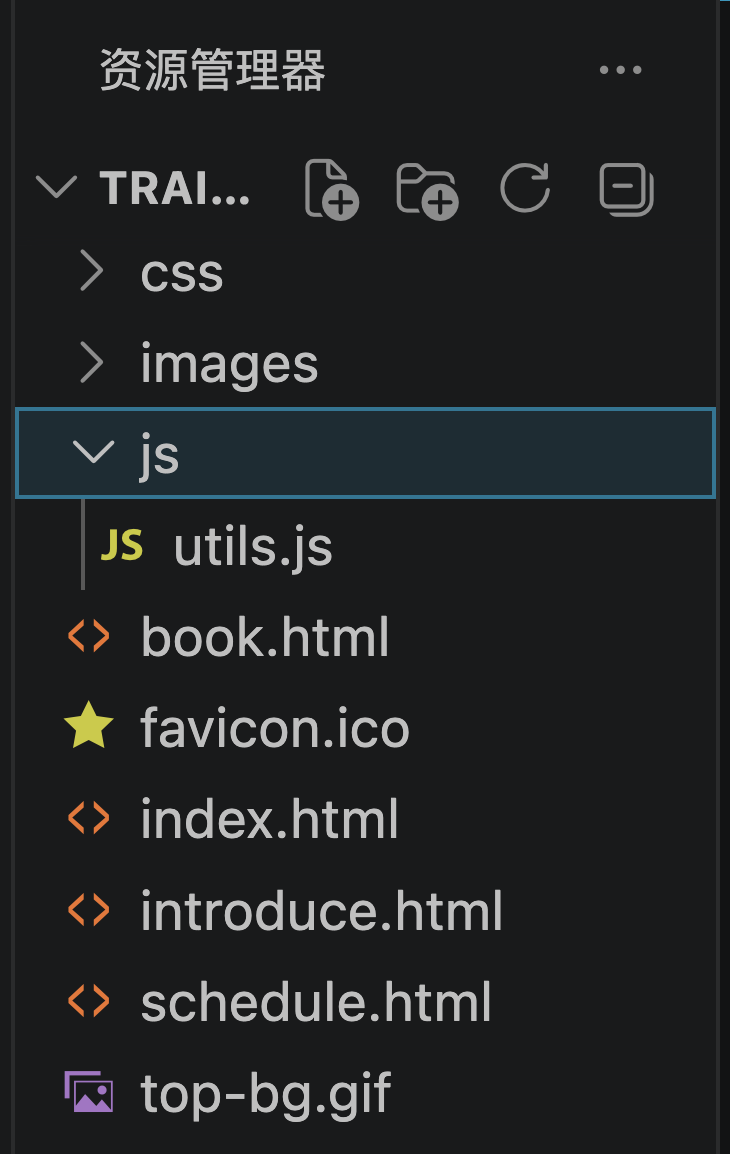 资源管理器
TRAI...
css
images
js
JS utils.js
book.html
favicon.ico
index.html
introduce.html
schedule.html
top-bg.gif